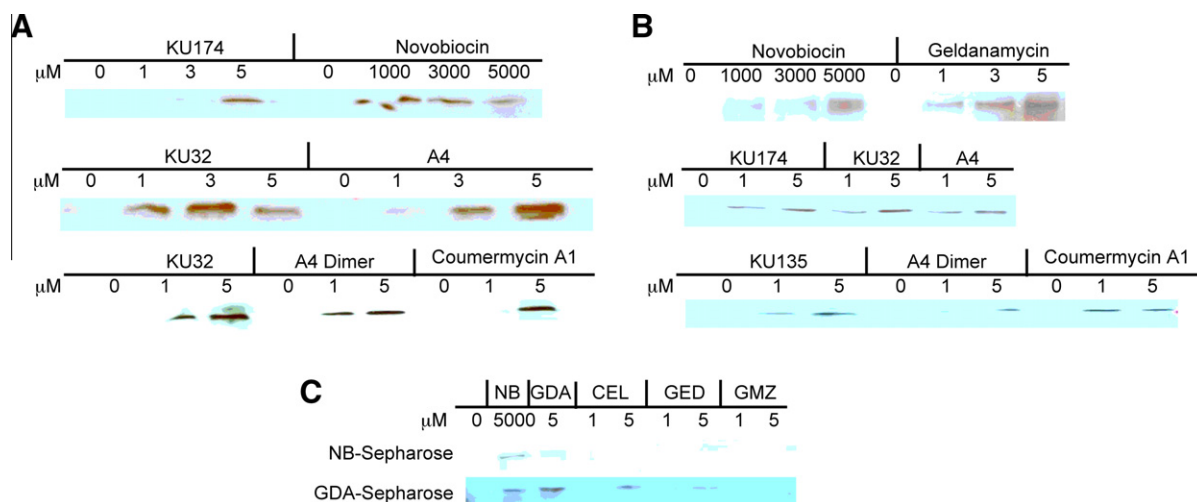 A
KU174 Novobiocin
μM 0 1 3 5 0 1000 3000 5000
KU32 A4
μM 0 1 3 5 0 1 3 5
KU32 A4 Dimer Coumermycin A1
μM 0 1 5 0 1 5 0 1 5
B
Novobiocin Geldanamycin
μM 0 1000 3000 5000 0 1 3 5
KU174 KU32 A4
μM 0 1 5 1 5 1 5
KU135 A4 Dimer Coumermycin A1
μM 0 1 5 0 1 5 0 1 5
C
NB GDA CEL GED GMZ
μM 0 5000 5 1 5 1 5 1 5
NB-Sepharose
GDA-Sepharose